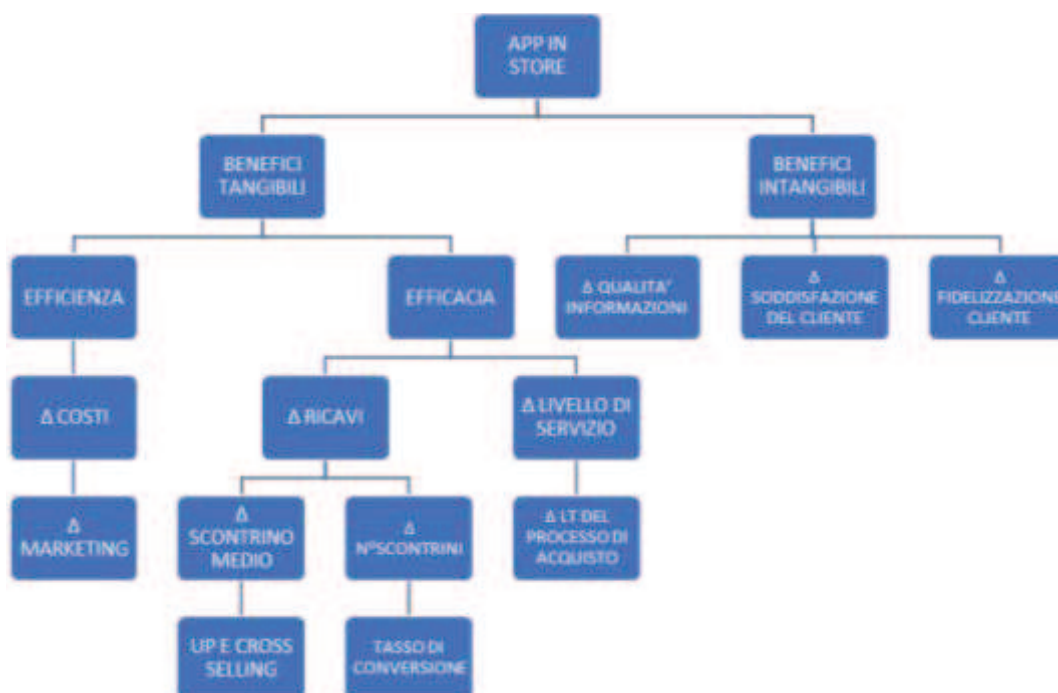 APP IN
STORE
BENEFICI
TANGIBILI
BENEFICI
INTANGIBILI
EFFICIENZA
EFFICACIA
Δ QUALITA'
INFORMAZIONI
Δ
SODDISFAZIONE
DEL CLIENTE
Δ
FIDELIZZAZIONE
CLIENTE
Δ COSTI
Δ RICAVI
Δ LIVELLO DI
SERVIZIO
Δ
MARKETING
Δ
SCONTRINO
MEDIO
Δ
N°SCONTRINI
Δ LT DEL
PROCESSO DI
ACQUISTO
UP E CROSS
SELLING
TASSO DI
CONVERSIONE